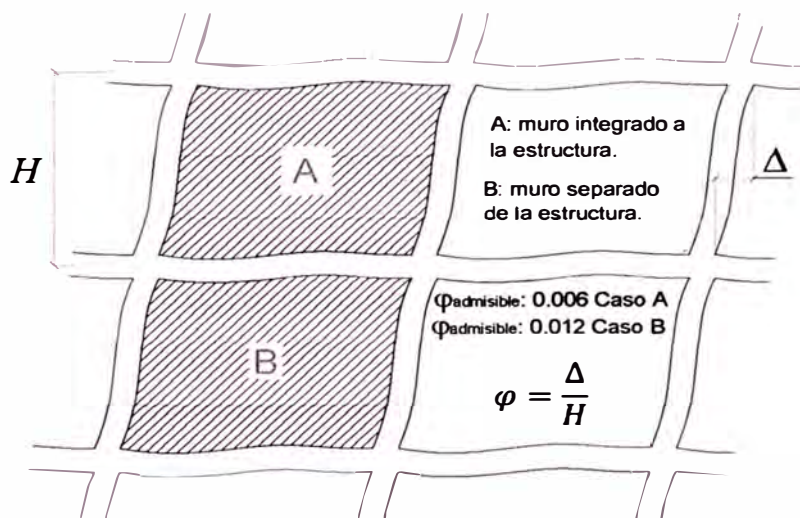 H
A
A: muro integrado a
la estructura.
B: muro separado
de la estructura.
Δ
B
φadmisible: 0.006 Caso A
φadmisible: 0.012 Caso B
φ = Δ/H